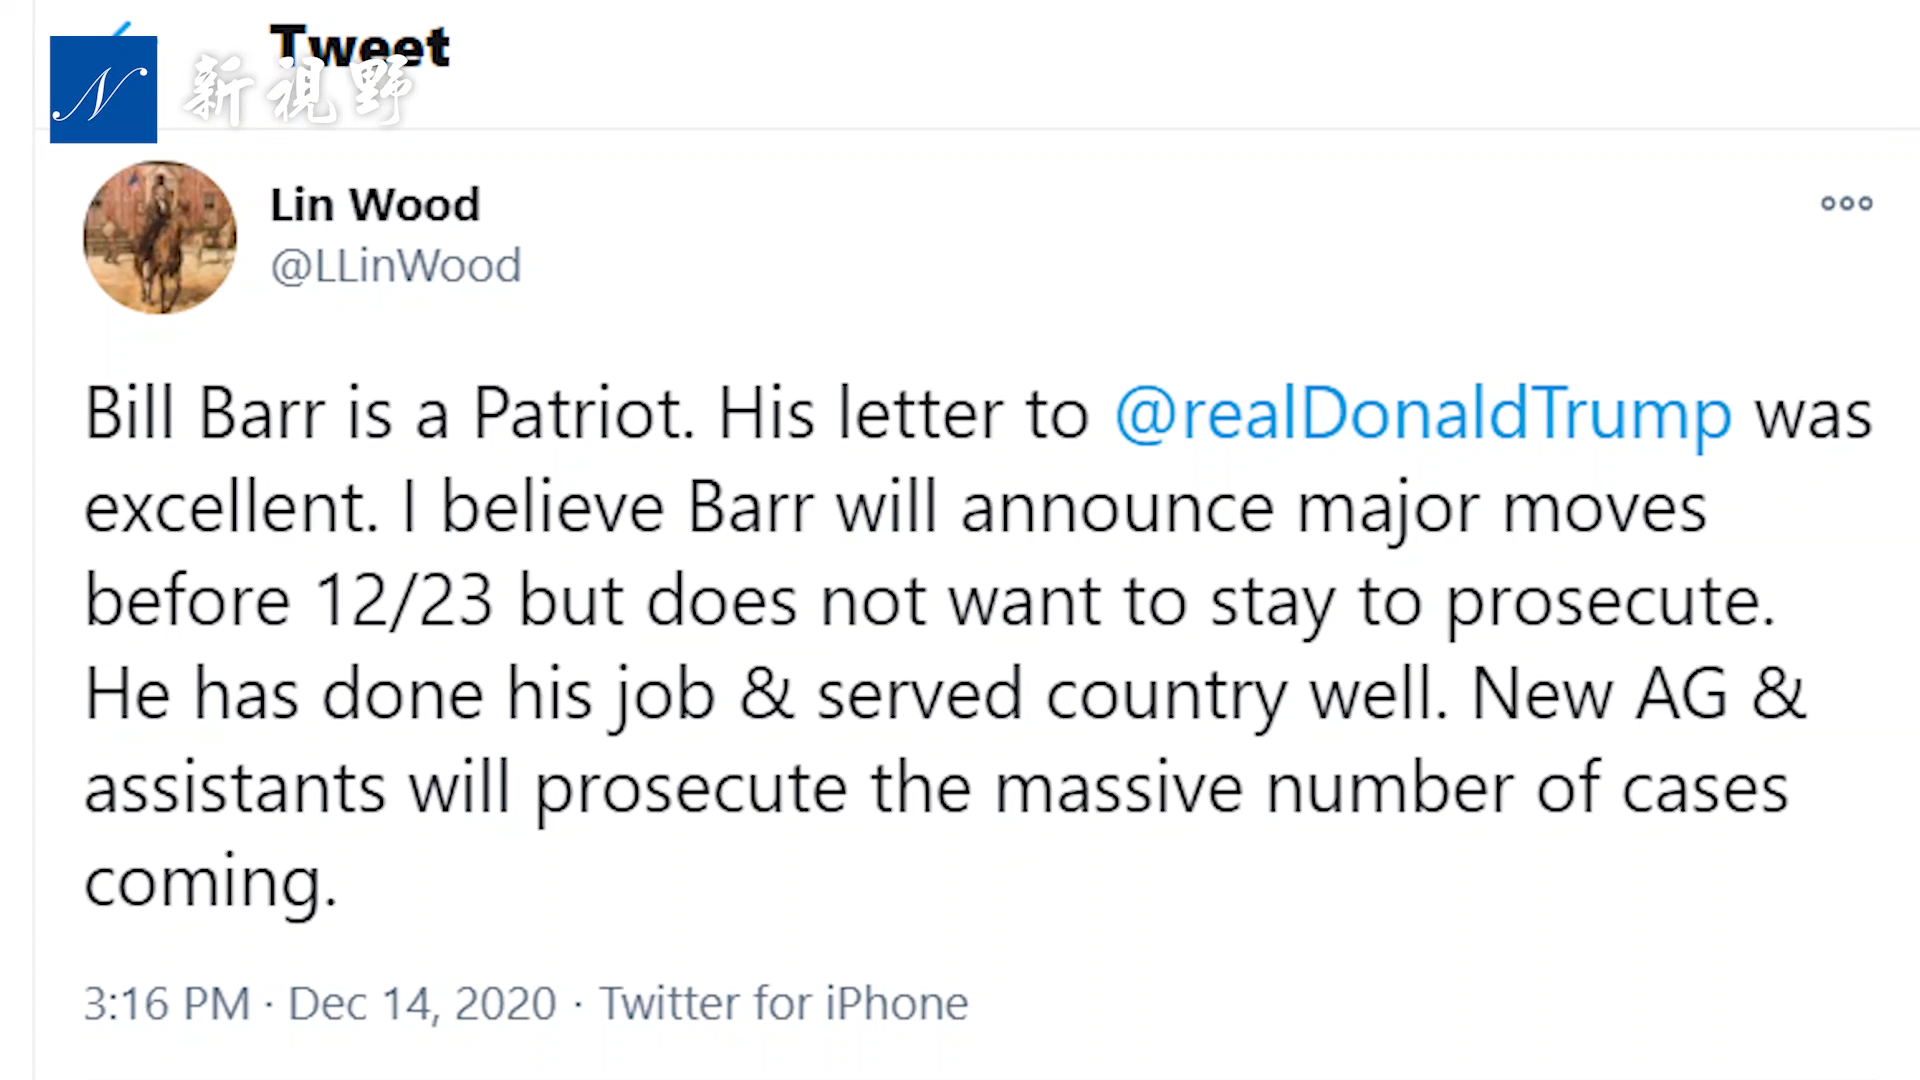 Tweet
N 新視野
Lin Wood
@LLinWood
Bill Barr is a Patriot. His letter to @realDonaldTrump was
excellent. I believe Barr will announce major moves
before 12/23 but does not want to stay to prosecute.
He has done his job & served country well. New AG &
assistants will prosecute the massive number of cases
coming.
3:16 PM · Dec 14, 2020 · Twitter for iPhone